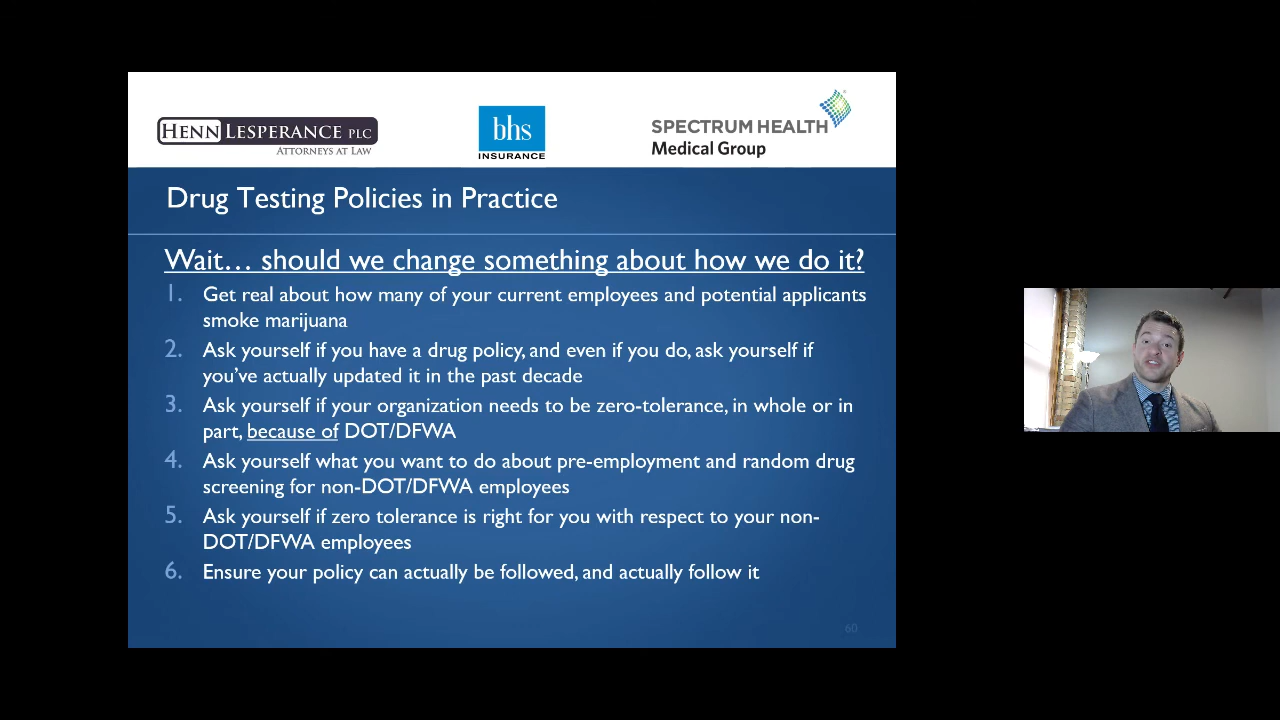 HENN LESPERANCE PLC
ATTORNEYS AT LAW
bhs
INSURANCE
SPECTRUM HEALTH
Medical Group
Drug Testing Policies in Practice
Wait… should we change something about how we do it?
1. Get real about how many of your current employees and potential applicants
smoke marijuana
2. Ask yourself if you have a drug policy, and even if you do, ask yourself if
you've actually updated it in the past decade
3. Ask yourself if your organization needs to be zero-tolerance, in whole or in
part, because of DOT/DFWA
4. Ask yourself what you want to do about pre-employment and random drug
screening for non-DOT/DFWA employees
5. Ask yourself if zero tolerance is right for you with respect to your non-
DOT/DFWA employees
6. Ensure your policy can actually be followed, and actually follow it
60